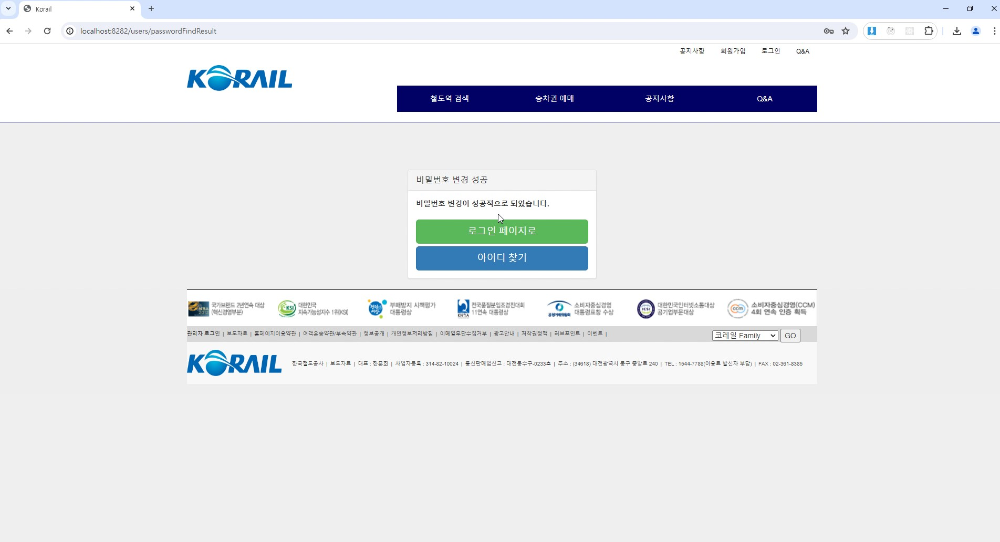 Korail
localhost:8282/users/passwordFindResult
공지사항 회원가입 로그인 Q&A
KORAIL
철도역 검색 승차권 예매 공지사항 Q&A
비밀번호 변경 성공
비밀번호 변경이 성공적으로 되었습니다.
로그인 페이지로
아이디 찾기
국가브랜드 2년연속 대상 (혁신경영부분)
KSI 대한민국 지속가능성지수 1위(KSI)
부패방지 시책평가 대통령상
전국품질분임조경진대회 11연속 대통령상
공정거래위원회 소비자중심경영 대통령표창 수상
ICSI 대한민국인터넷소통대상 공기업부문대상
ccm 소비자중심경영(CCM) 4회 연속 인증 획득
관리자 로그인 | 보도자료 | 홈페이지이용약관 | 여객운송약관/부속약관 | 정보공개 | 개인정보처리방침 | 이메일무단수집거부 | 광고안내 | 저작권정책 | 러브포인트 | 이벤트 |
코레일 Family GO
KORAIL
한국철도공사 | 보도자료 | 대표 : 한문희 | 사업자등록 : 314-82-10024 | 통신판매업신고 : 대전동수구-0233호 | 주소 : (34618) 대전광역시 동구 중앙로 240 | TEL : 1544-7788(이용료 발신자 부담) | FAX : 02-361-8385